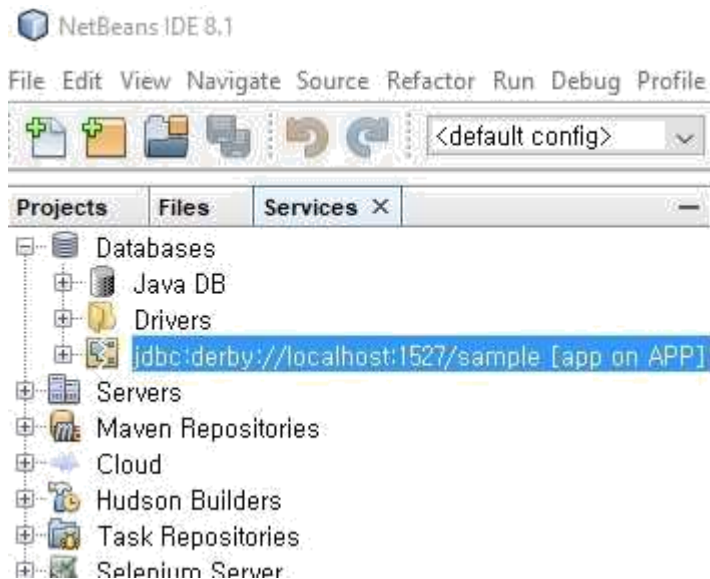 NetBeans IDE 8.1
File Edit View Navigate Source Refactor Run Debug Profile
<default config>
Projects Files Services ×
Databases
Java DB
Drivers
jdbc:derby://localhost:1527/sample [app on APP]
Servers
Maven Repositories
Cloud
Hudson Builders
Task Repositories
Selenium Server